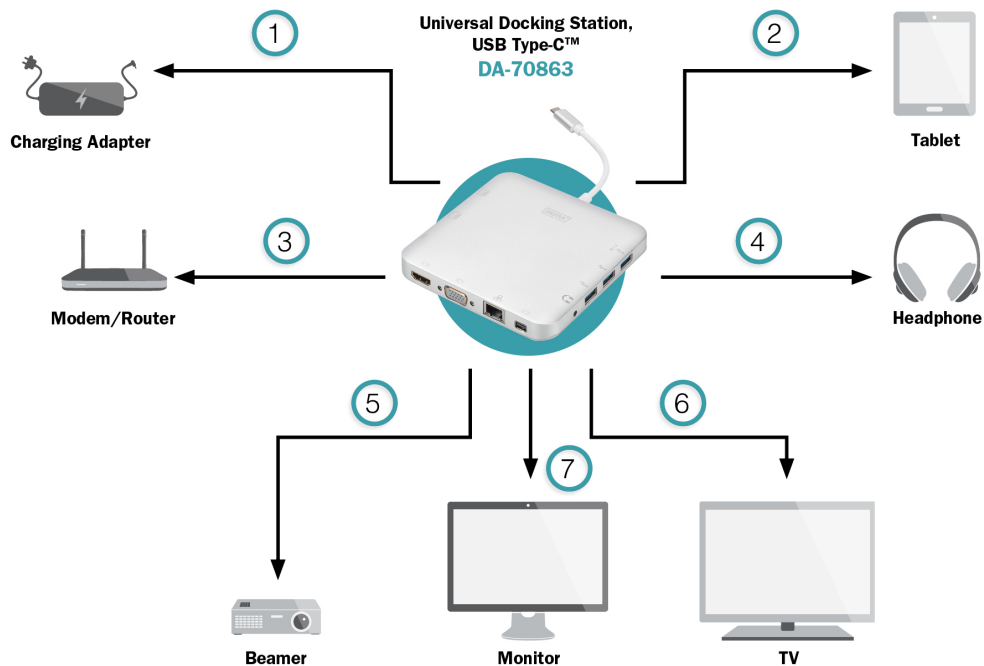 Universal Docking Station,
USB Type-C™
DA-70863
1
2
Charging Adapter
Tablet
3
4
Modem/Router
Headphone
5
6
7
Beamer
Monitor
TV